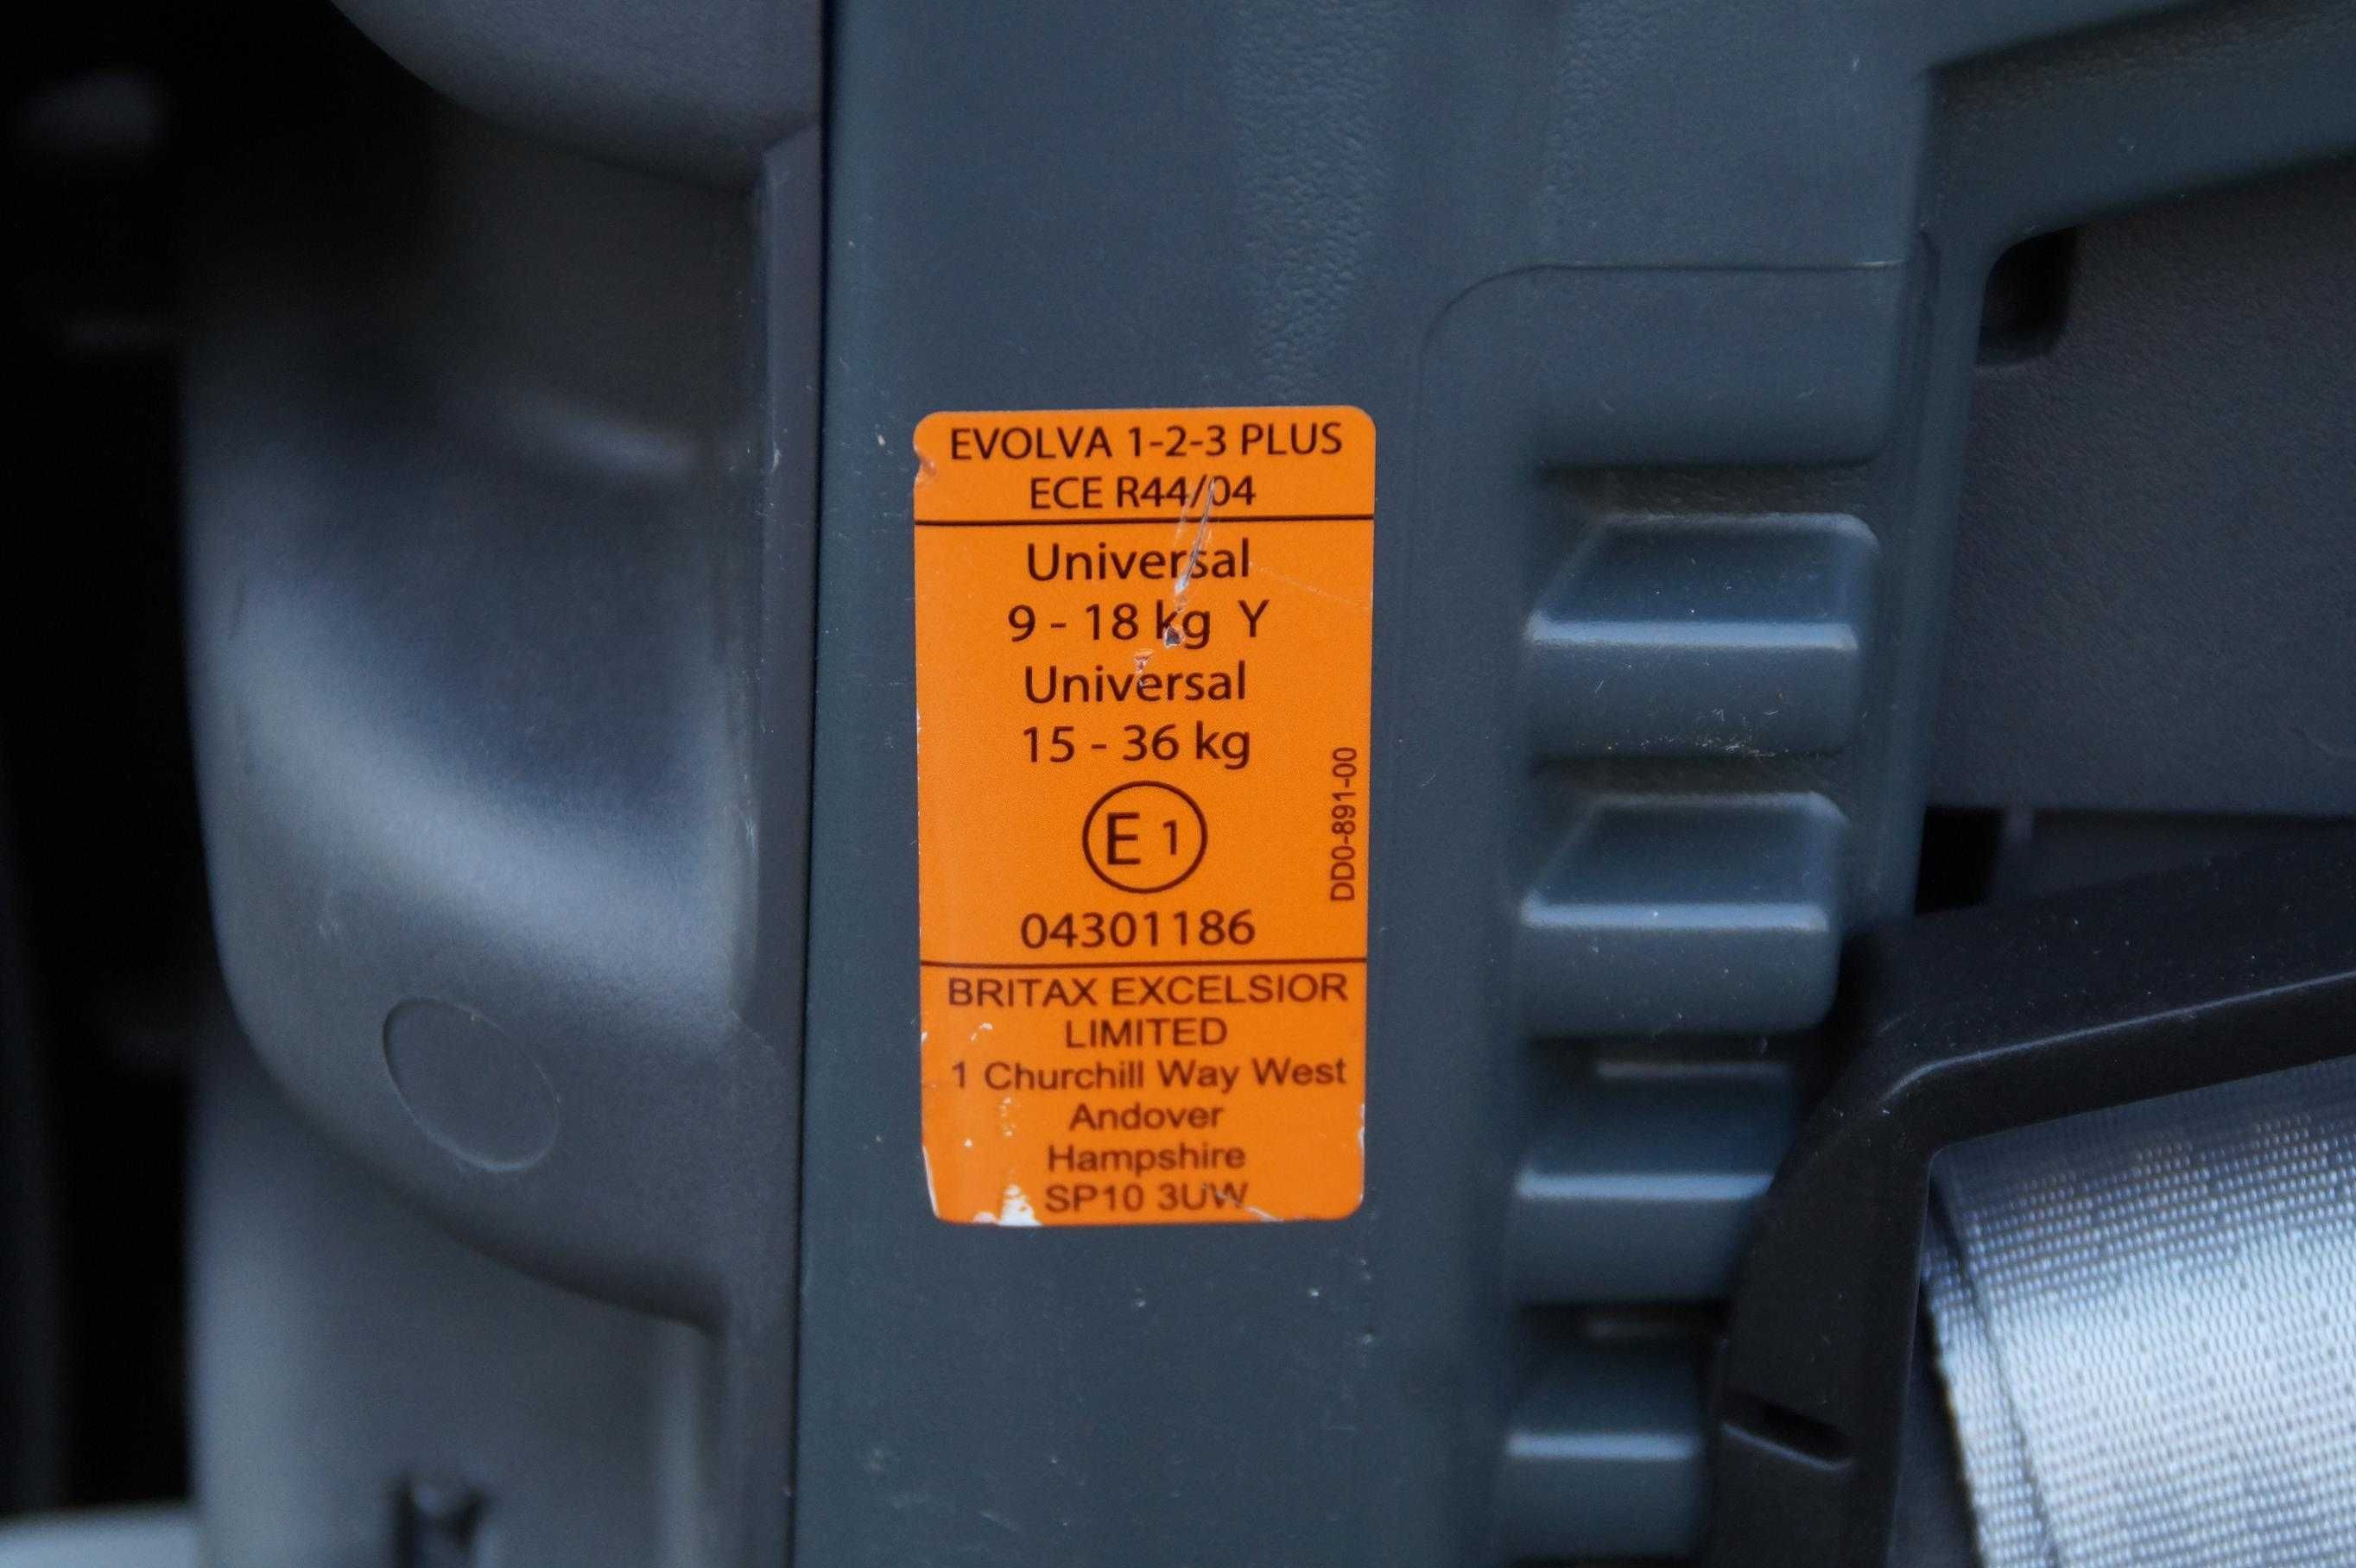 EVOLVA 1-2-3 PLUS
ECE R44/04
Universal
9 - 18 kg Y
Universal
15 - 36 kg
E 1
DD0-891-00
04301186
BRITAX EXCELSIOR
LIMITED
1 Churchill Way West
Andover
Hampshire
SP10 3UW